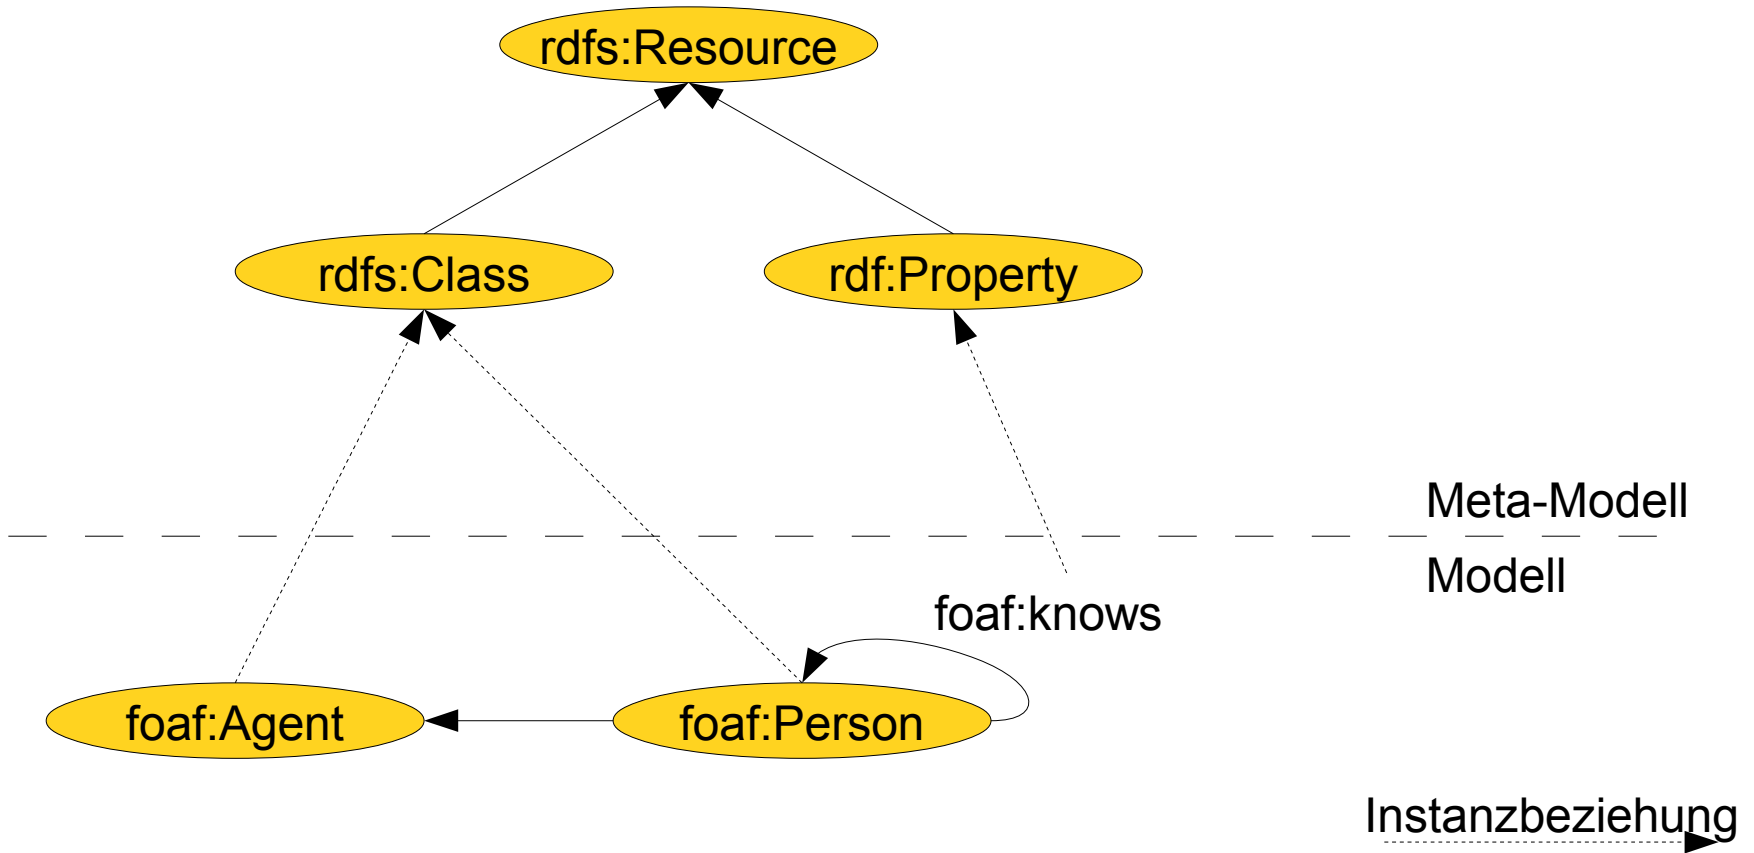 rdfs:Resource
rdfs:Class
rdf:Property
Meta-Modell
Modell
foaf:knows
foaf:Agent
foaf:Person
Instanzbeziehung